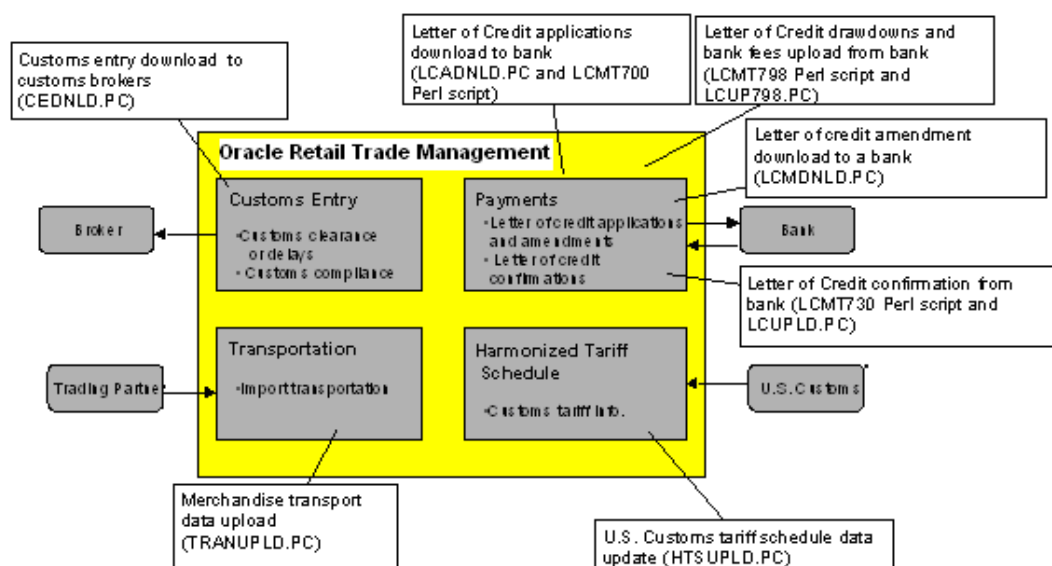 Letter of Credit applications
download to bank
(LCADNLD.PC and LCMT700
Perl script)
Letter of Credit drawdowns and
bank fees upload from bank
(LCMT798 Perl script and
LCUP798.PC)
Customs entry download to
customs brokers
(CEDNLD.PC)
Letter of credit amendment
download to a bank
(LCMDNLD.PC)
Oracle Retail Trade Management
Customs Entry
•Customs clearance
or delays
• Customs compliance
Payments
•Letter of credit applications
and amendments
• Letter of credit
confirmations
Broker
Bank
Letter of Credit confirmation from
bank (LCMT730 Perl script and
LCUPLD.PC)
Transportation
•Import transportation
Harmonized Tariff
Schedule
•Customs tariff info.
Trading Partne
U.S.Customs
Merchandise transport
data upload
(TRANUPLD.PC)
U.S. Customs tariff schedule data
update (HTSUPLD.PC)